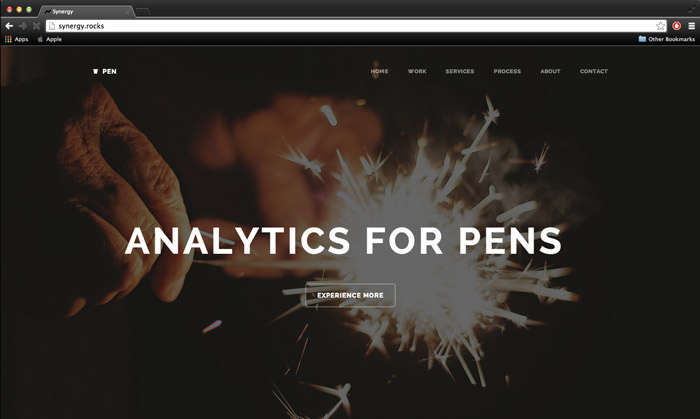 Synergy
synergy.rocks
Apps Apple Other Bookmarks
PEN HOME WORK SERVICES PROCESS ABOUT CONTACT
ANALYTICS FOR PENS
EXPERIENCE MORE